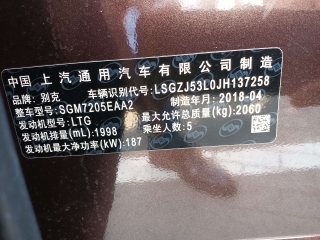 中国 上汽通用汽车有限公司制造
品牌：别克 车辆识别代号：LSGZJ53L0JH137258
整车型号：SGM7205EAA2 制造年月：2018-04
发动机型号：LTG 最大允许总质量(kg)：2060
发动机排量(mL)：1998 乘坐人数：5
发动机最大净功率(kW)：187